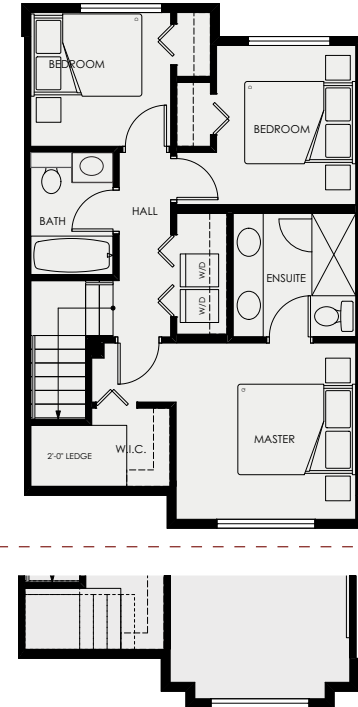 BEDROOM
BEDROOM
BATH
HALL
W/D
W/D
ENSUITE
MASTER
2'-0" LEDGE
W.I.C.